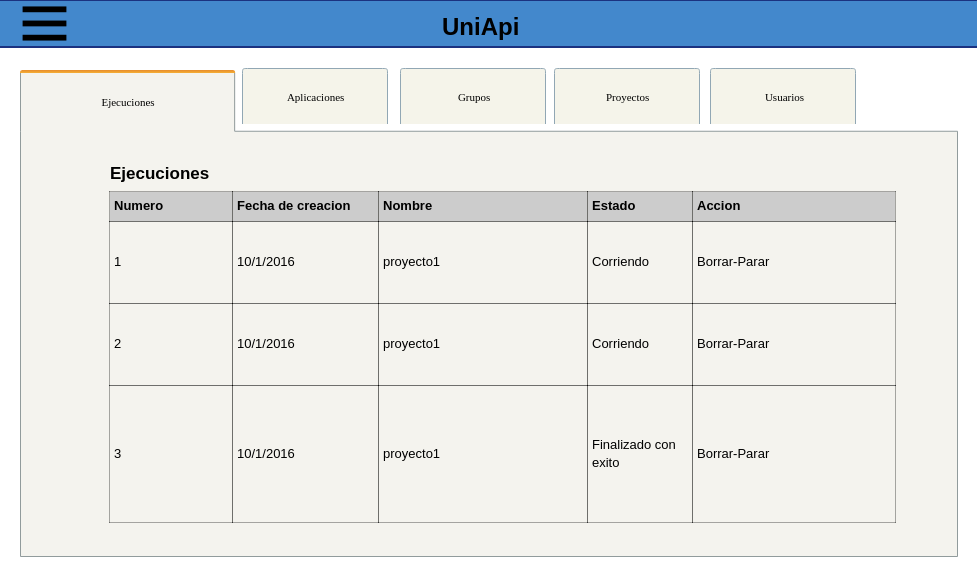 UniApi
Ejecuciones
Aplicaciones
Grupos
Proyectos
Usuarios
Ejecuciones
Numero Fecha de creacion Nombre Estado Accion
1 10/1/2016 proyecto1 Corriendo Borrar-Parar
2 10/1/2016 proyecto1 Corriendo Borrar-Parar
3 10/1/2016 proyecto1 Finalizado con Borrar-Parar
exito